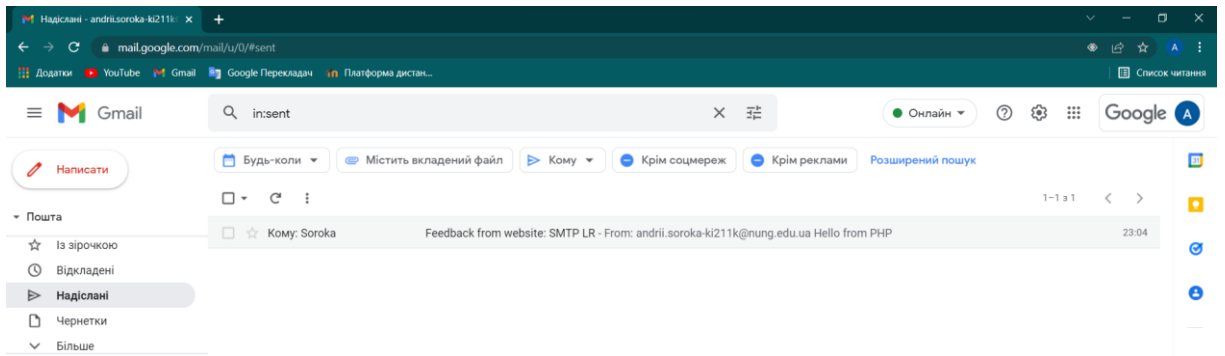 Надіслані - andrii.soroka-ki211k
mail.google.com/mail/u/0/#sent
Додатки YouTube Gmail Google Перекладач Платформа дистан... Список читання
Gmail in:sent Онлайн Google A
Написати Будь-коли Містить вкладений файл Кому Крім соцмереж Крім реклами Розширений пошук
1–1 з 1
Пошта
Кому: Soroka Feedback from website: SMTP LR - From: andrii.soroka-ki211k@nung.edu.ua Hello from PHP 23:04
Із зірочкою
Відкладені
Надіслані
Чернетки
Більше